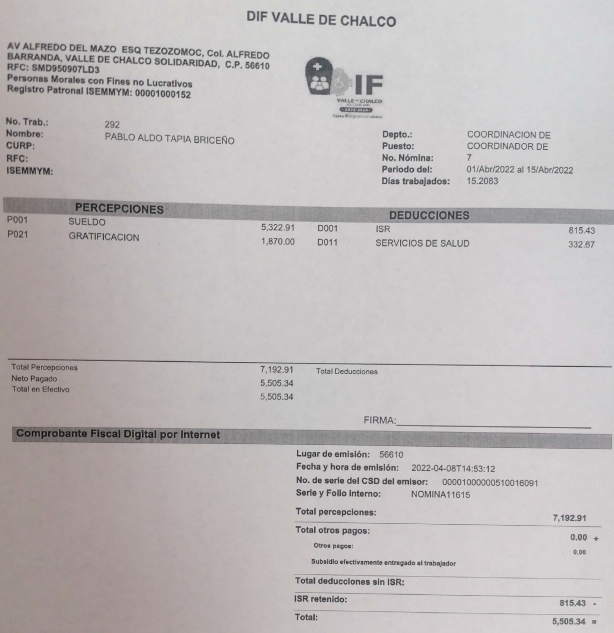 DIF VALLE DE CHALCO
AV ALFREDO DEL MAZO ESQ TEZOZOMOC, Col. ALFREDO
BARRANDA, VALLE DE CHALCO SOLIDARIDAD, C.P. 56610
RFC: SMD950907LD3
Personas Morales con Fines no Lucrativos
Registro Patronal ISEMMYM: 00001000152
DIF
VALLE DE CHALCO
No. Trab.: 292
Nombre: PABLO ALDO TAPIA BRICEÑO
CURP:
RFC:
ISEMMYM:
Depto.: COORDINACION DE
Puesto: COORDINADOR DE
No. Nómina: 7
Periodo del: 01/Abr/2022 al 15/Abr/2022
Días trabajados: 15.2083
PERCEPCIONES DEDUCCIONES
P001 SUELDO 5,322.91 D001 ISR 815.43
P021 GRATIFICACION 1,870.00 D011 SERVICIOS DE SALUD 332.67
Total Percepciones 7,192.91 Total Deducciones
Neto Pagado 5,505.34
Total en Efectivo 5,505.34
FIRMA:
Comprobante Fiscal Digital por Internet
Lugar de emisión: 56610
Fecha y hora de emisión: 2022-04-08T14:53:12
No. de serie del CSD del emisor: 00001000000510016091
Serie y Folio Interno: NOMINA11615
Total percepciones: 7,192.91
Total otros pagos: 0.00 +
Otros pagos: 0.00
Subsidio efectivamente entregado al trabajador
Total deducciones sin ISR:
ISR retenido: 815.43 -
Total: 5,505.34 =